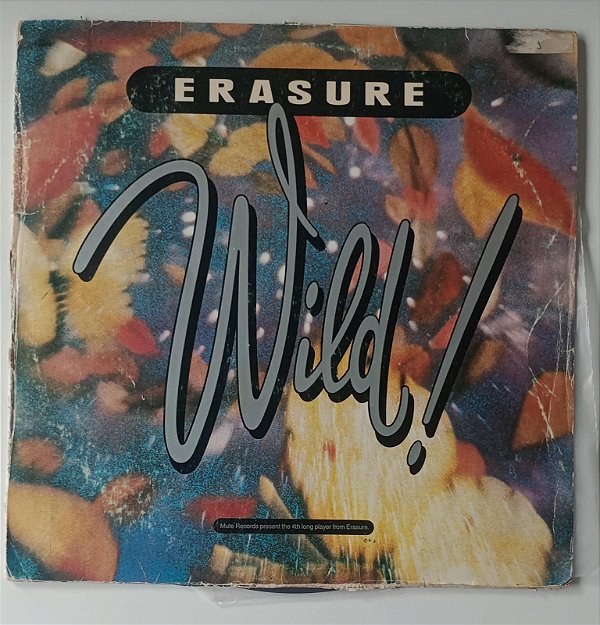 ERASURE
Wild!
Mute Records present the 4th long player from Erasure.